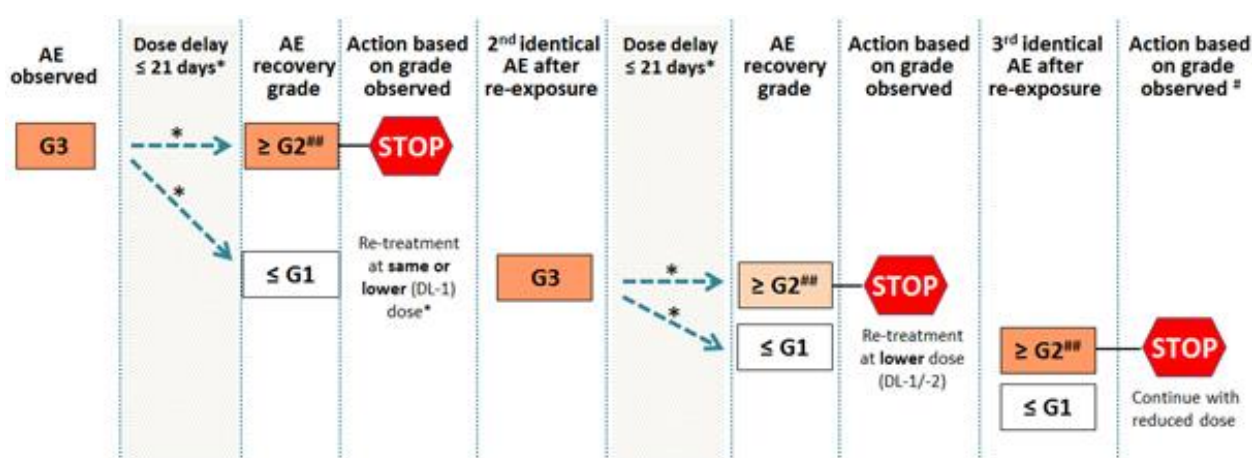 AE
observed
Dose delay
≤ 21 days*
AE
recovery
grade
Action based
on grade
observed
2nd identical
AE after
re-exposure
Dose delay
≤ 21 days*
AE
recovery
grade
Action based
on grade
observed
3rd identical
AE after
re-exposure
Action based
on grade
observed #
G3
*
*
≥ G2##
STOP
≤ G1
Re-treatment
at same or
lower (DL-1)
dose*
G3
*
*
≥ G2##
STOP
≤ G1
Re-treatment
at lower dose
(DL-1/-2)
≥ G2##
STOP
≤ G1
Continue with
reduced dose